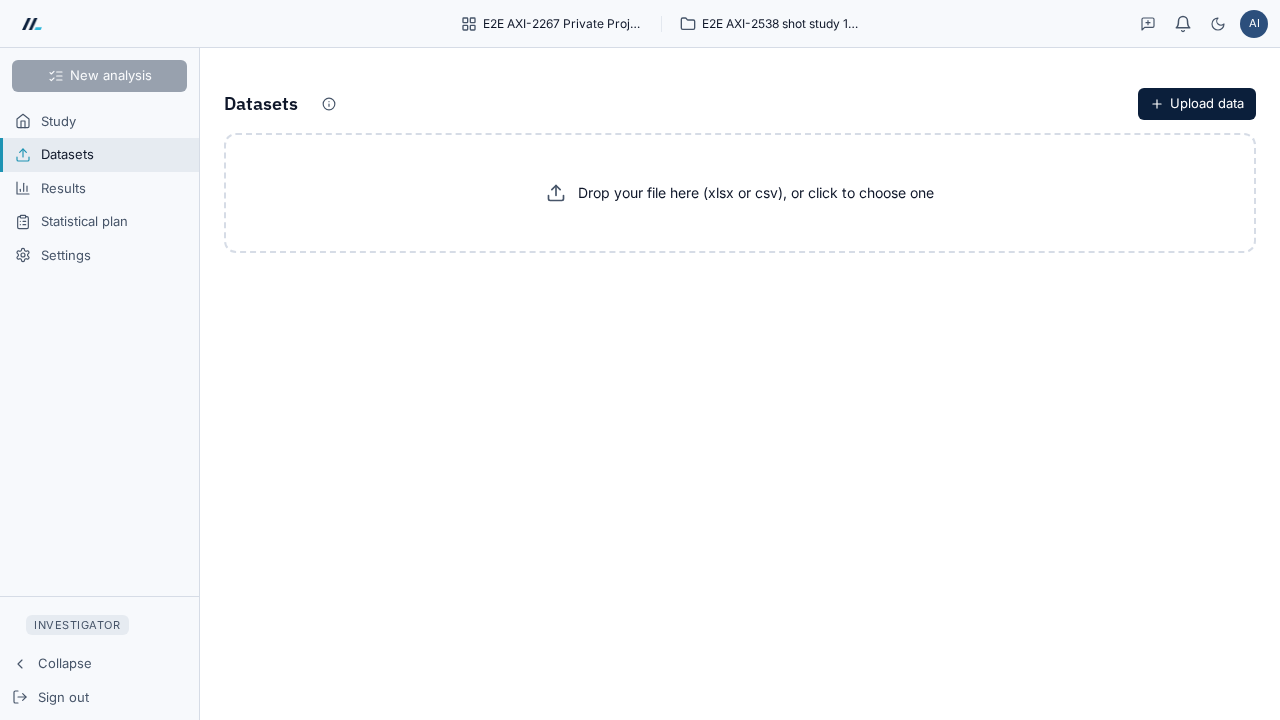 E2E AXI-2267 Private Proj...
E2E AXI-2538 shot study 1...
AI
New analysis
Study
Datasets
Results
Statistical plan
Settings
Datasets
Upload data
Drop your file here (xlsx or csv), or click to choose one
INVESTIGATOR
Collapse
Sign out